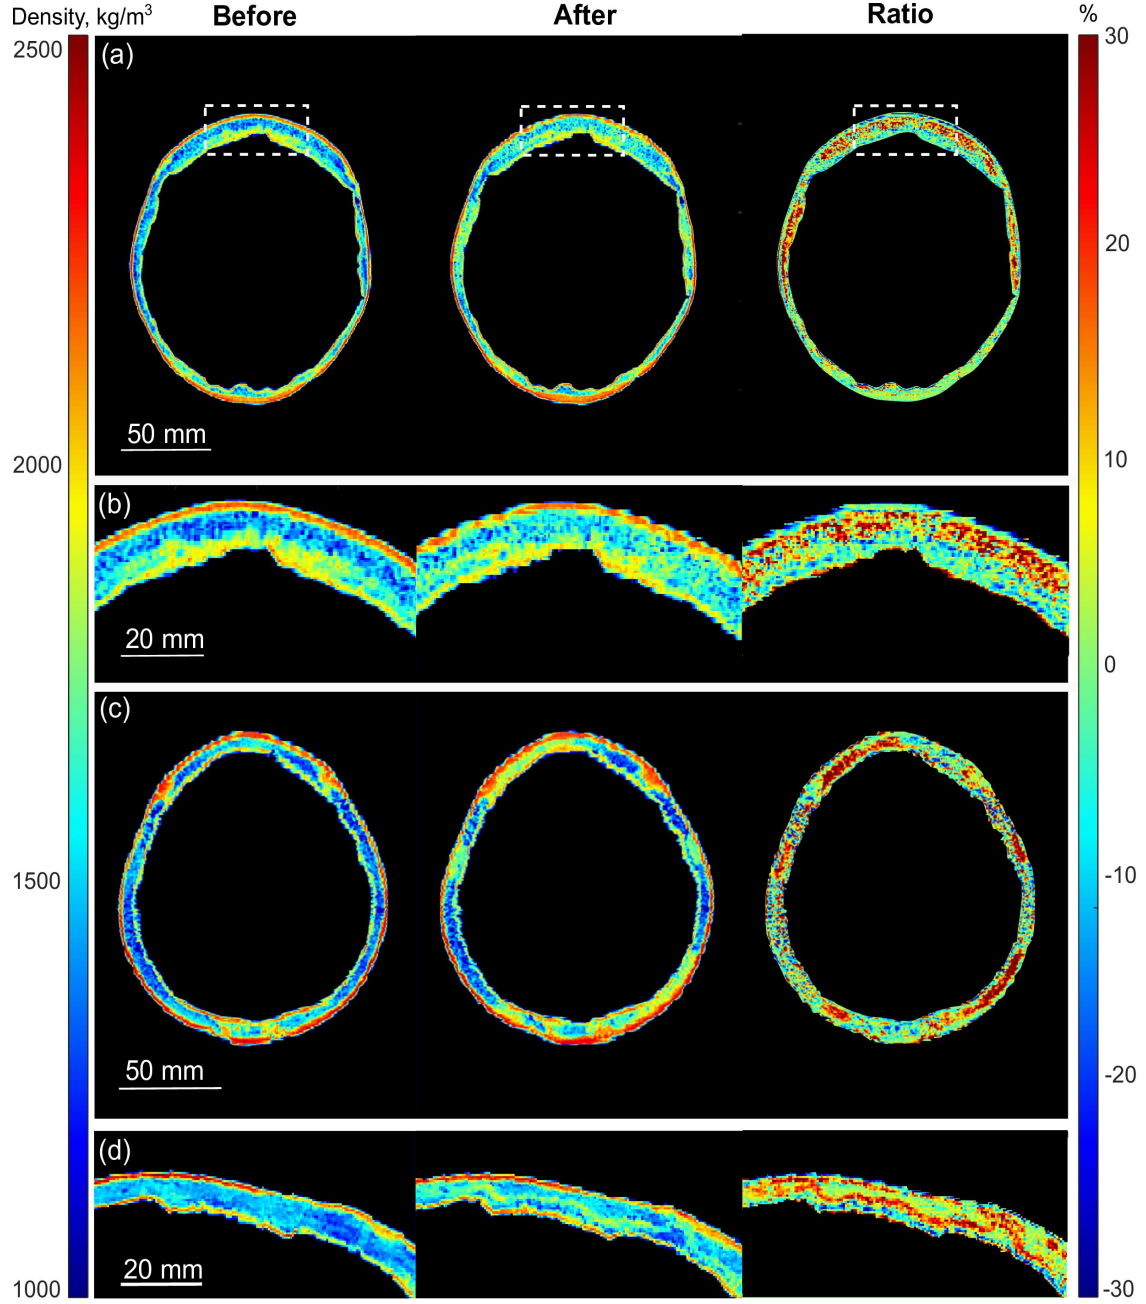 Density, kg/m³ Before After Ratio %
2500 (a) 30
20
50 mm
2000 10
(b)
20 mm 0
(c)
1500 -10
50 mm -20
(d)
20 mm
1000 -30